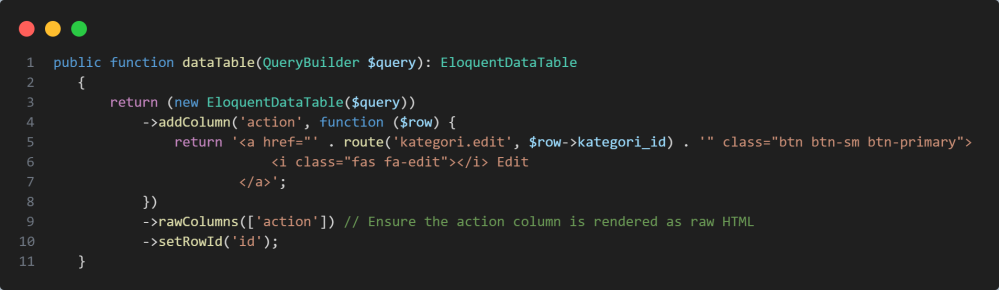 1 public function dataTable(QueryBuilder $query): EloquentDataTable
2 {
3 return (new EloquentDataTable($query))
4 ->addColumn('action', function ($row) {
5 return '<a href="' . route('kategori.edit', $row->kategori_id) . '" class="btn btn-sm btn-primary">
6 <i class="fas fa-edit"></i> Edit
7 </a>';
8 })
9 ->rawColumns(['action']) // Ensure the action column is rendered as raw HTML
10 ->setRowId('id');
11 }